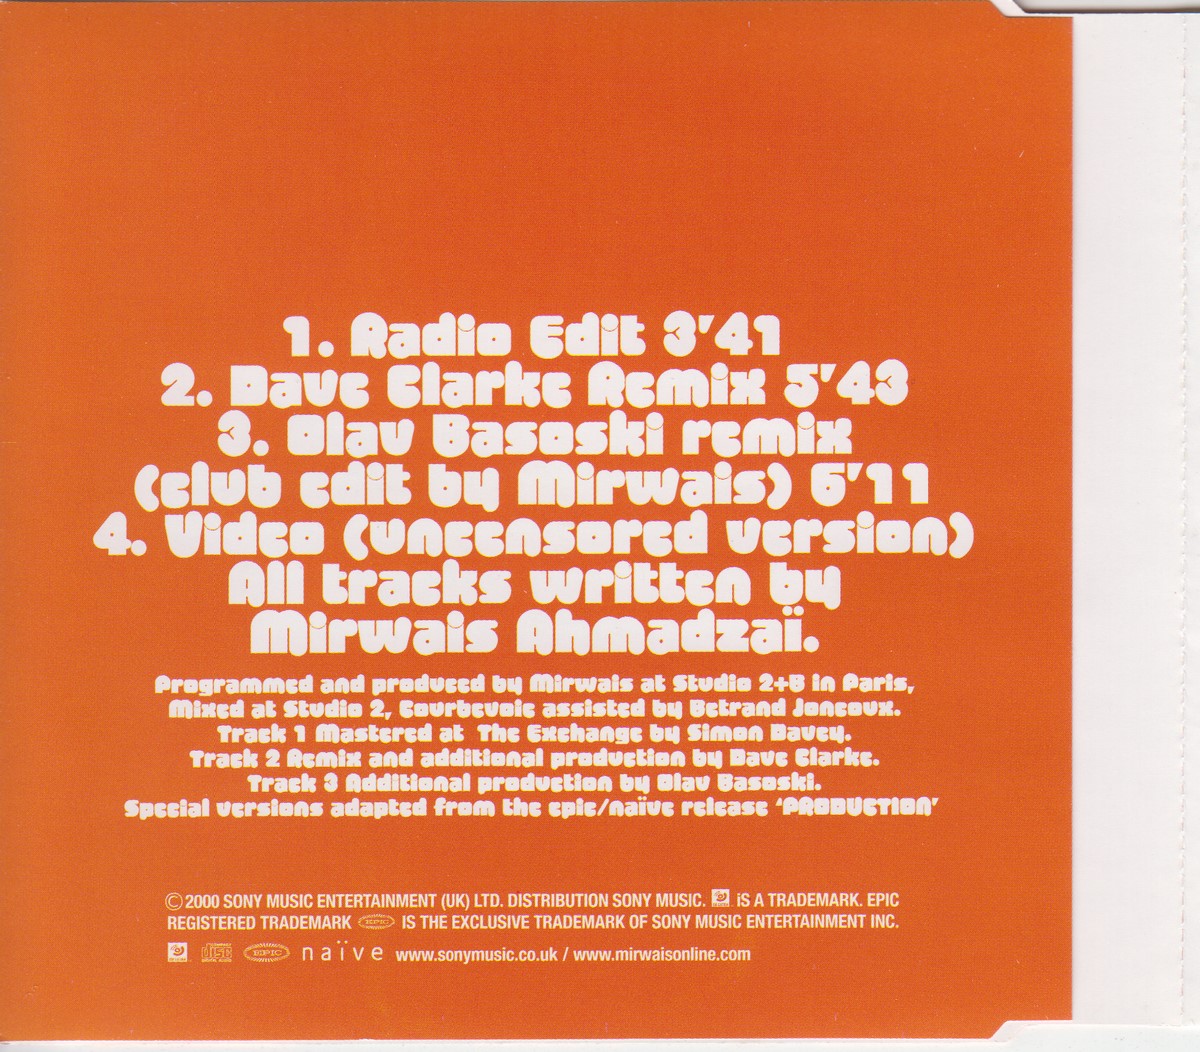 1. Radio Edit 3'41
2. Dave Clarke Remix 5'43
3. Olav Basoski remix
(club edit by Mirwais) 6'11
4. Video (uncensored version)
All tracks written by
Mirwais Ahmadzaï.
Programmed and produced by Mirwais at Studio 2+B in Paris,
Mixed at Studio 2, Courbevoie assisted by Betrand Joncoux.
Track 1 Mastered at The Exchange by Simon Davey.
Track 2 Remix and additional production by Dave Clarke.
Track 3 Additional production by Olav Basoski.
Special versions adapted from the epic/naïve release 'PRODUCTION'
© 2000 SONY MUSIC ENTERTAINMENT (UK) LTD. DISTRIBUTION SONY MUSIC. iS A TRADEMARK. EPIC
REGISTERED TRADEMARK EPIC IS THE EXCLUSIVE TRADEMARK OF SONY MUSIC ENTERTAINMENT INC.
disc DIGITAL AUDIO EPIC naïve www.sonymusic.co.uk / www.mirwaisonline.com